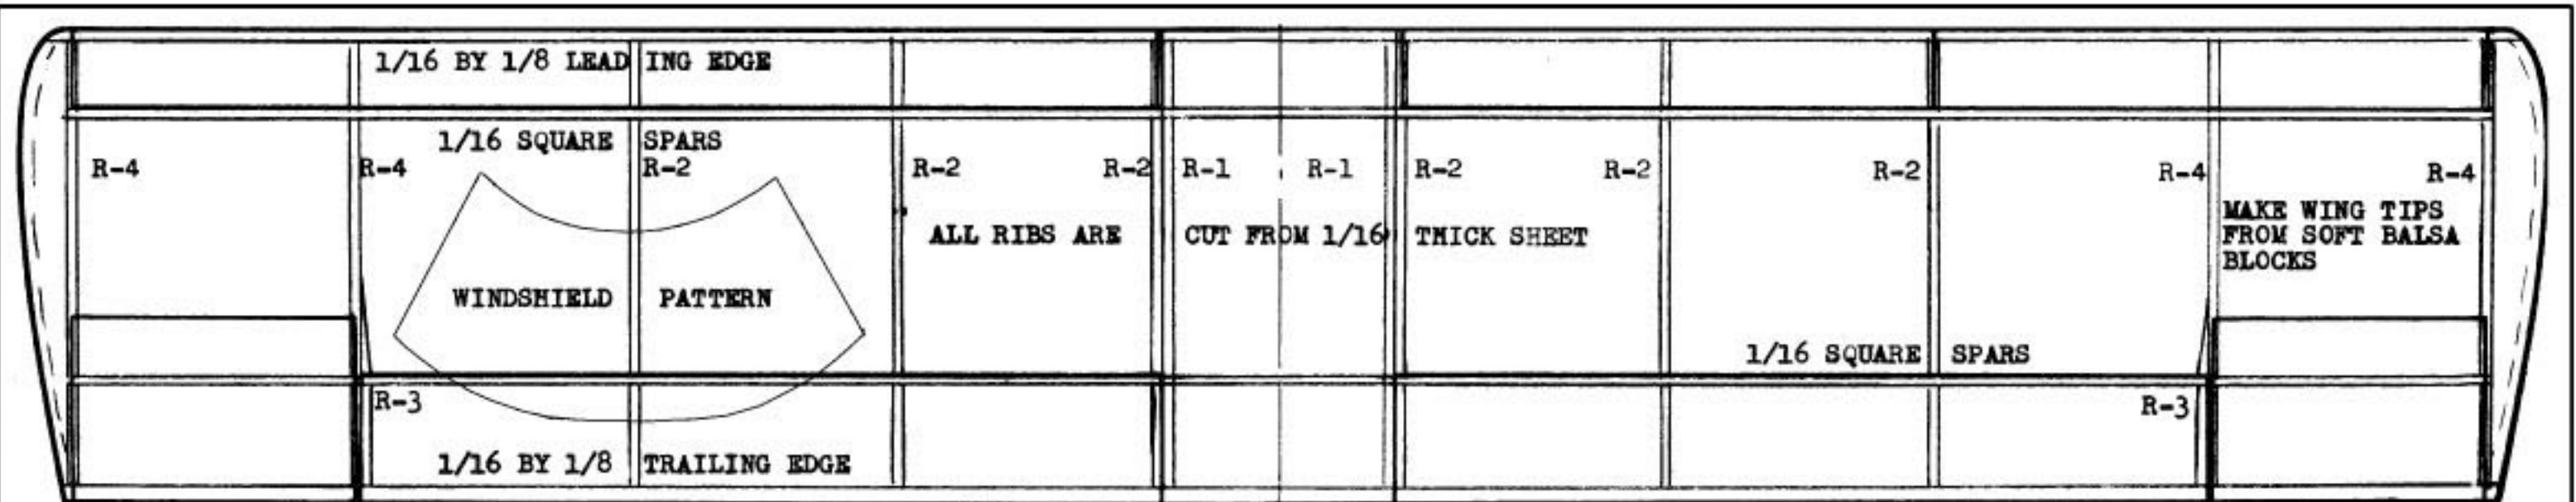 1/16 BY 1/8 LEADING EDGE
1/16 SQUARE SPARS
R-4 R-4 R-2 R-2 R-2 R-1 R-1 R-2 R-2 R-2 R-4 R-4
MAKE WING TIPS
FROM SOFT BALSA
BLOCKS
ALL RIBS ARE CUT FROM 1/16 THICK SHEET
WINDSHIELD PATTERN
1/16 SQUARE SPARS
R-3 R-3
1/16 BY 1/8 TRAILING EDGE